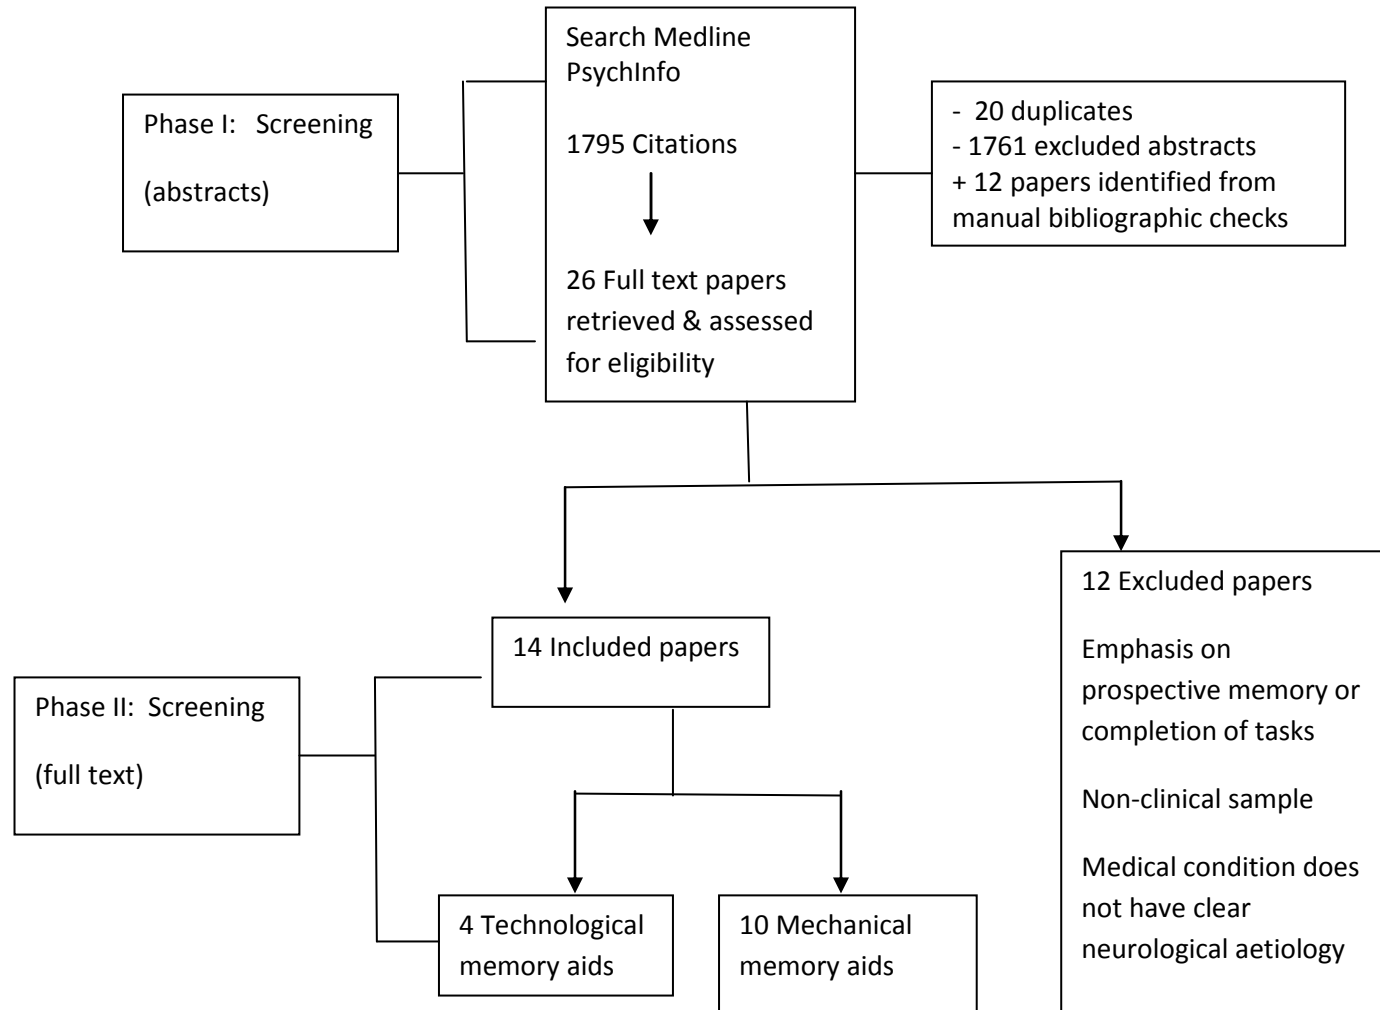 Search Medline
PsychInfo
1795 Citations
26 Full text papers
retrieved & assessed
for eligibility
Phase I: Screening
(abstracts)
- 20 duplicates
- 1761 excluded abstracts
+ 12 papers identified from
manual bibliographic checks
14 Included papers
12 Excluded papers
Emphasis on
prospective memory or
completion of tasks
Non-clinical sample
Medical condition does
not have clear
neurological aetiology
Phase II: Screening
(full text)
4 Technological
memory aids
10 Mechanical
memory aids